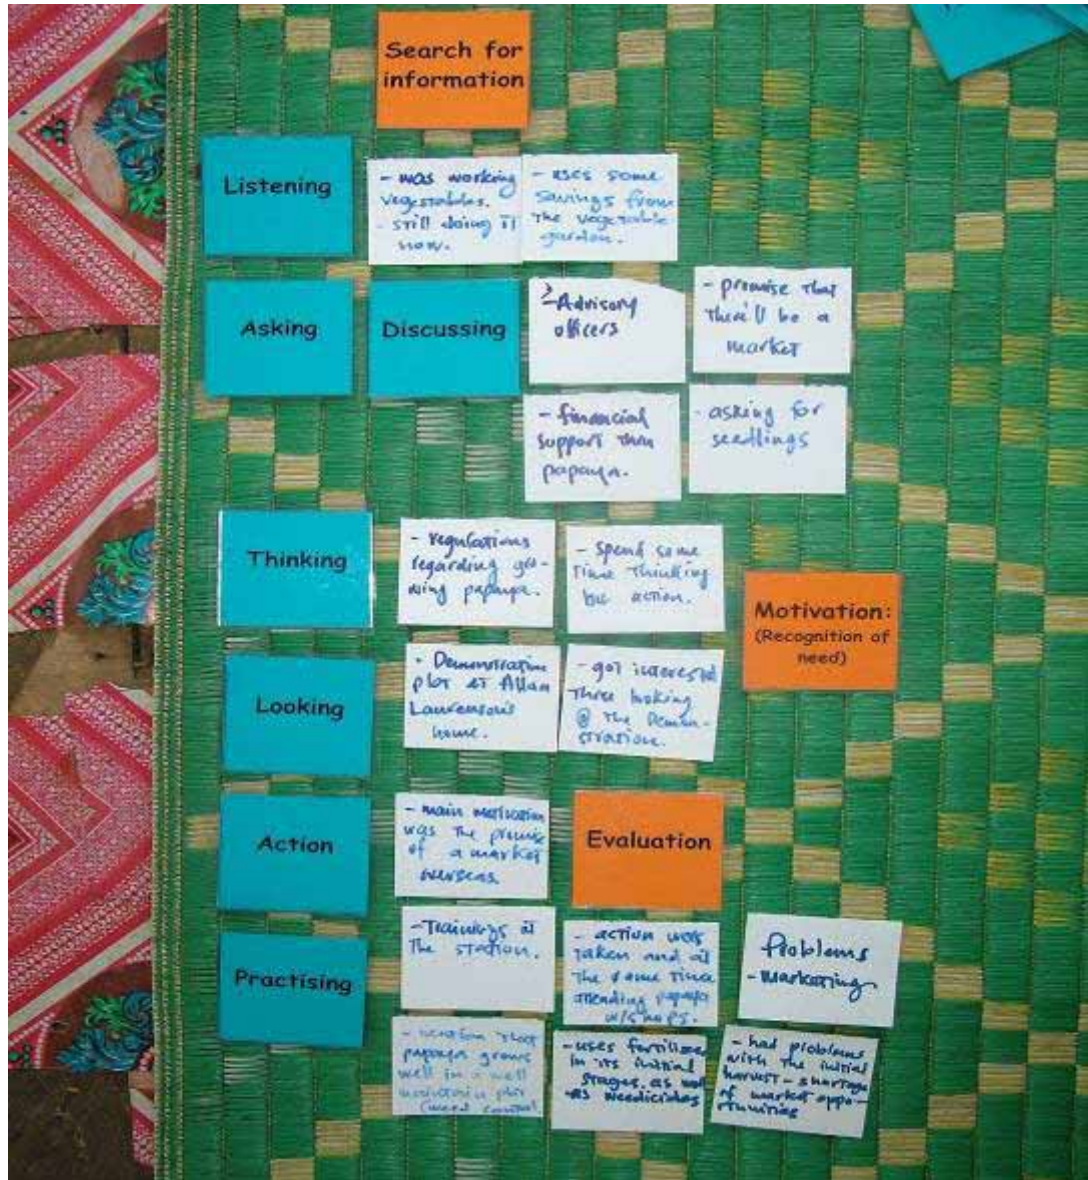 Search for
information
Listening
- was working
vegetables.
- still doing it
now.
- uses some
savings from
the vegetable
garden.
Asking
Discussing
- Advisory
officers
- promise that
there'll be a
market
- financial
support thru
papaya.
- asking for
seedlings
Thinking
- regulations
regarding gro-
wing papaya.
- Spend some
time thinking
action.
Motivation:
(Recognition of
need)
Looking
- Demonstration
plot at Allan
home.
- got interested
looking
@ the Demon-
stration.
Action
- main motivation
was the promise
of a market
overseas.
Evaluation
Practising
- Trainings at
the station.
- action was
taken and at
the same time
attending papaya
w/shops.
Problems
- Marketing
that
papaya grows
well in a well
plot
(weed control
- uses fertilizer
in its initial
stages as well
as weedicides
- had problems
with the initial
harvest - shortage
of market oppo-
rtunities